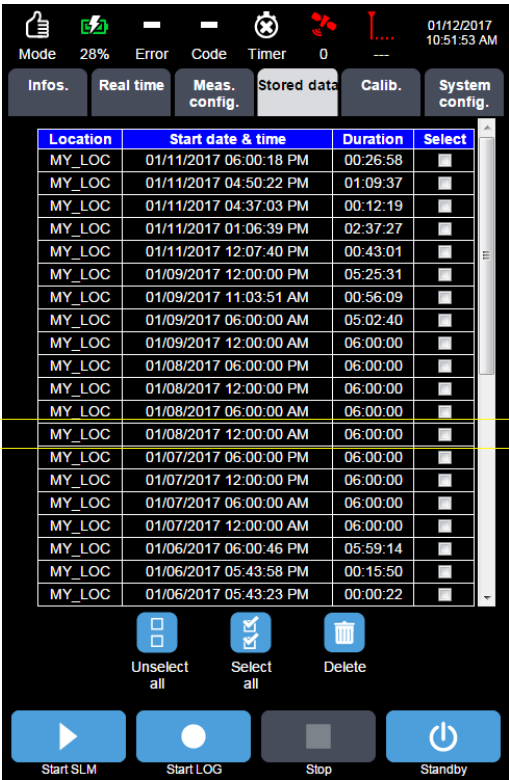 01/12/2017
10:51:53 AM
Mode 28% Error Code Timer 0 ---
Infos. Real time Meas. config. Stored data Calib. System config.
Location Start date & time Duration Select
MY_LOC 01/11/2017 06:00:18 PM 00:26:58
MY_LOC 01/11/2017 04:50:22 PM 01:09:37
MY_LOC 01/11/2017 04:37:03 PM 00:12:19
MY_LOC 01/11/2017 01:06:39 PM 02:37:27
MY_LOC 01/11/2017 12:07:40 PM 00:43:01
MY_LOC 01/09/2017 12:00:00 PM 05:25:31
MY_LOC 01/09/2017 11:03:51 AM 00:56:09
MY_LOC 01/09/2017 06:00:00 AM 05:02:40
MY_LOC 01/09/2017 12:00:00 AM 06:00:00
MY_LOC 01/08/2017 06:00:00 PM 06:00:00
MY_LOC 01/08/2017 12:00:00 PM 06:00:00
MY_LOC 01/08/2017 06:00:00 AM 06:00:00
MY_LOC 01/08/2017 12:00:00 AM 06:00:00
MY_LOC 01/07/2017 06:00:00 PM 06:00:00
MY_LOC 01/07/2017 12:00:00 PM 06:00:00
MY_LOC 01/07/2017 06:00:00 AM 06:00:00
MY_LOC 01/07/2017 12:00:00 AM 06:00:00
MY_LOC 01/06/2017 06:00:46 PM 05:59:14
MY_LOC 01/06/2017 05:43:58 PM 00:15:50
MY_LOC 01/06/2017 05:43:23 PM 00:00:22
Unselect all Select all Delete
Start SLM Start LOG Stop Standby